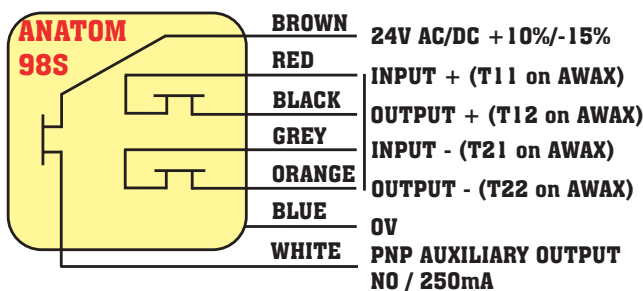 ANATOM
98S
BROWN 24V AC/DC +10%/-15%
RED INPUT + (T11 on AWAX)
BLACK OUTPUT + (T12 on AWAX)
GREY INPUT - (T21 on AWAX)
ORANGE OUTPUT - (T22 on AWAX)
BLUE 0V
WHITE PNP AUXILIARY OUTPUT
NO / 250mA